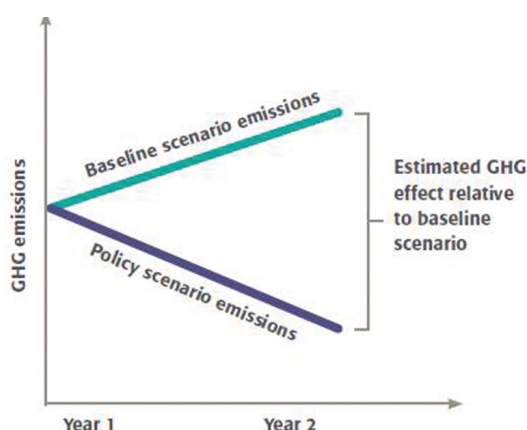 Baseline scenario emissions
Estimated GHG
effect relative
to baseline
scenario
GHG emissions
Policy scenario emissions
Year 1
Year 2